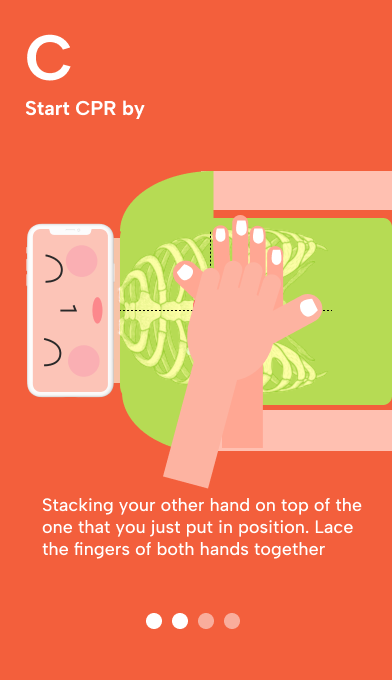 C
Start CPR by
Stacking your other hand on top of the
one that you just put in position. Lace
the fingers of both hands together